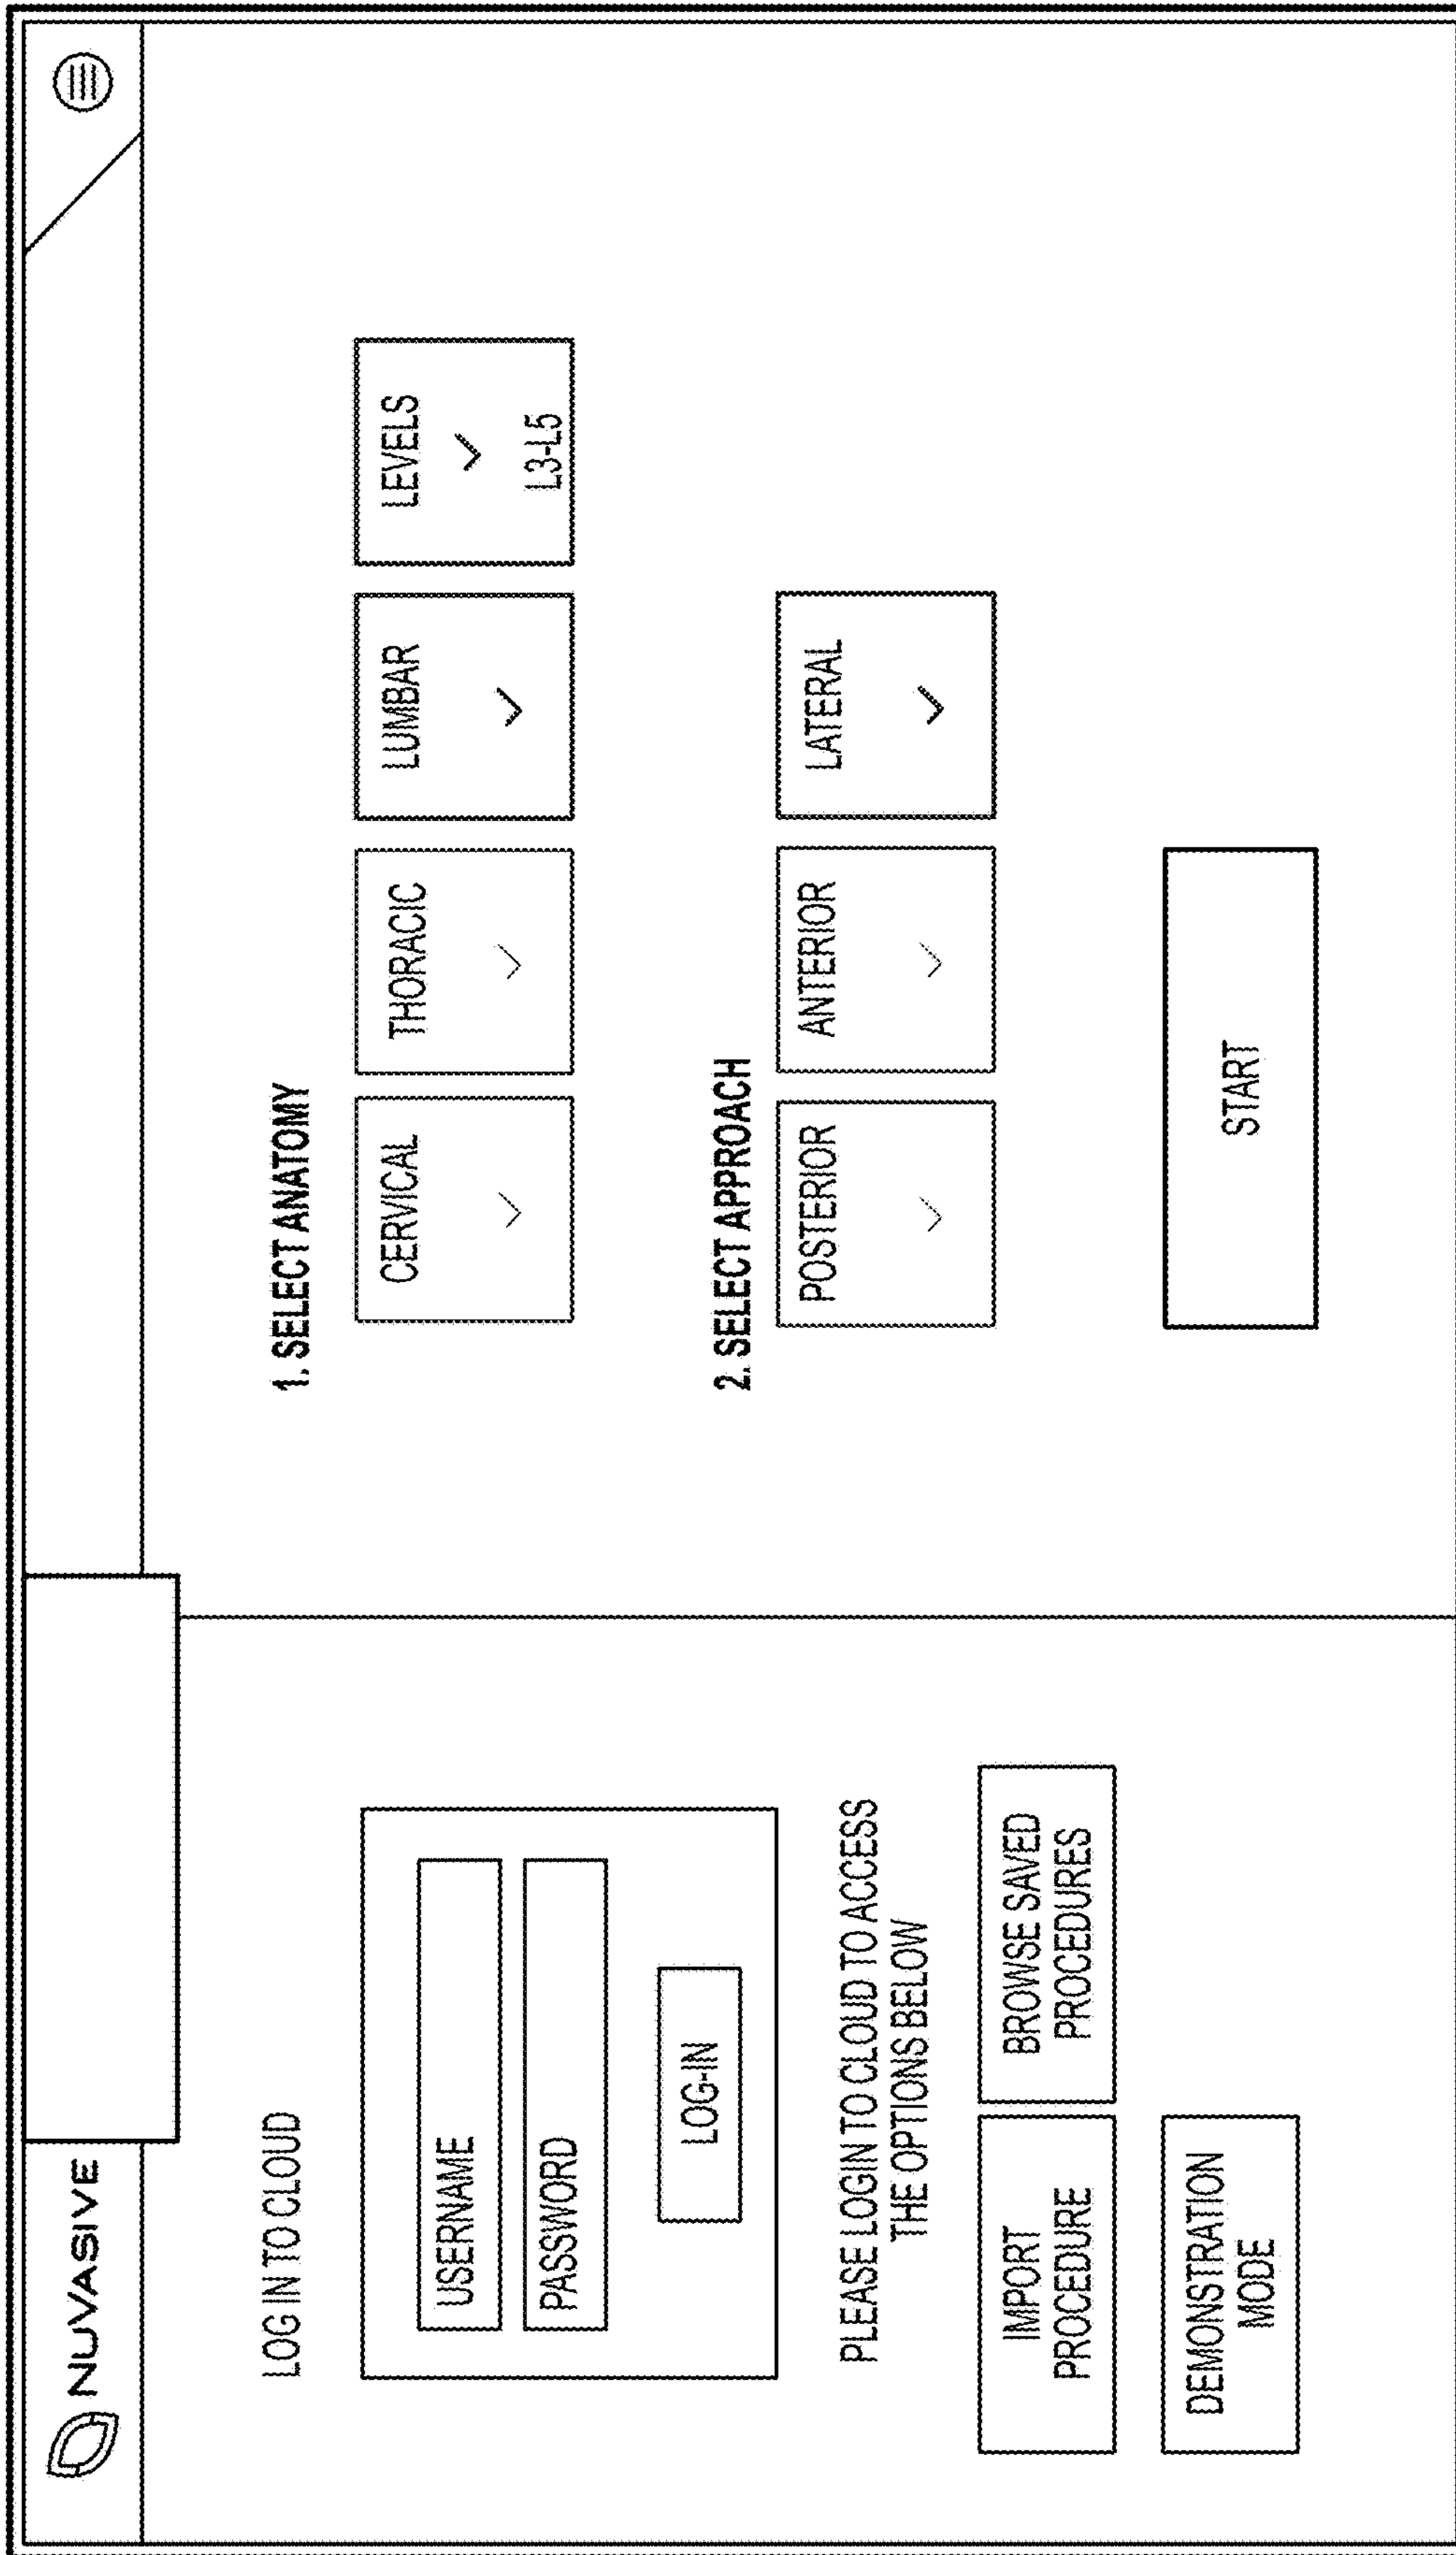 NUVASIVE
LOG IN TO CLOUD
USERNAME
PASSWORD
LOG-IN
PLEASE LOGIN TO CLOUD TO ACCESS
THE OPTIONS BELOW
IMPORT
PROCEDURE
BROWSE SAVED
PROCEDURES
DEMONSTRATION
MODE
1. SELECT ANATOMY
CERVICAL
THORACIC
LUMBAR
LEVELS
L3-L5
2. SELECT APPROACH
POSTERIOR
ANTERIOR
LATERAL
START